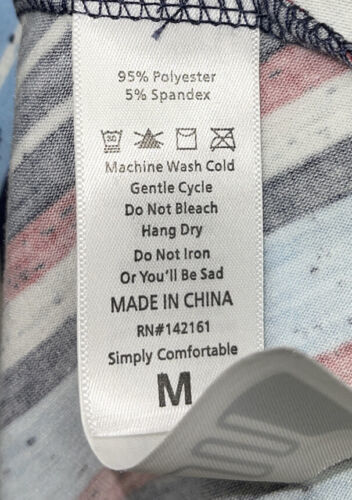 95% Polyester
5% Spandex
30
Machine Wash Cold
Gentle Cycle
Do Not Bleach
Hang Dry
Do Not Iron
Or You'll Be Sad
MADE IN CHINA
RN#142161
Simply Comfortable
M